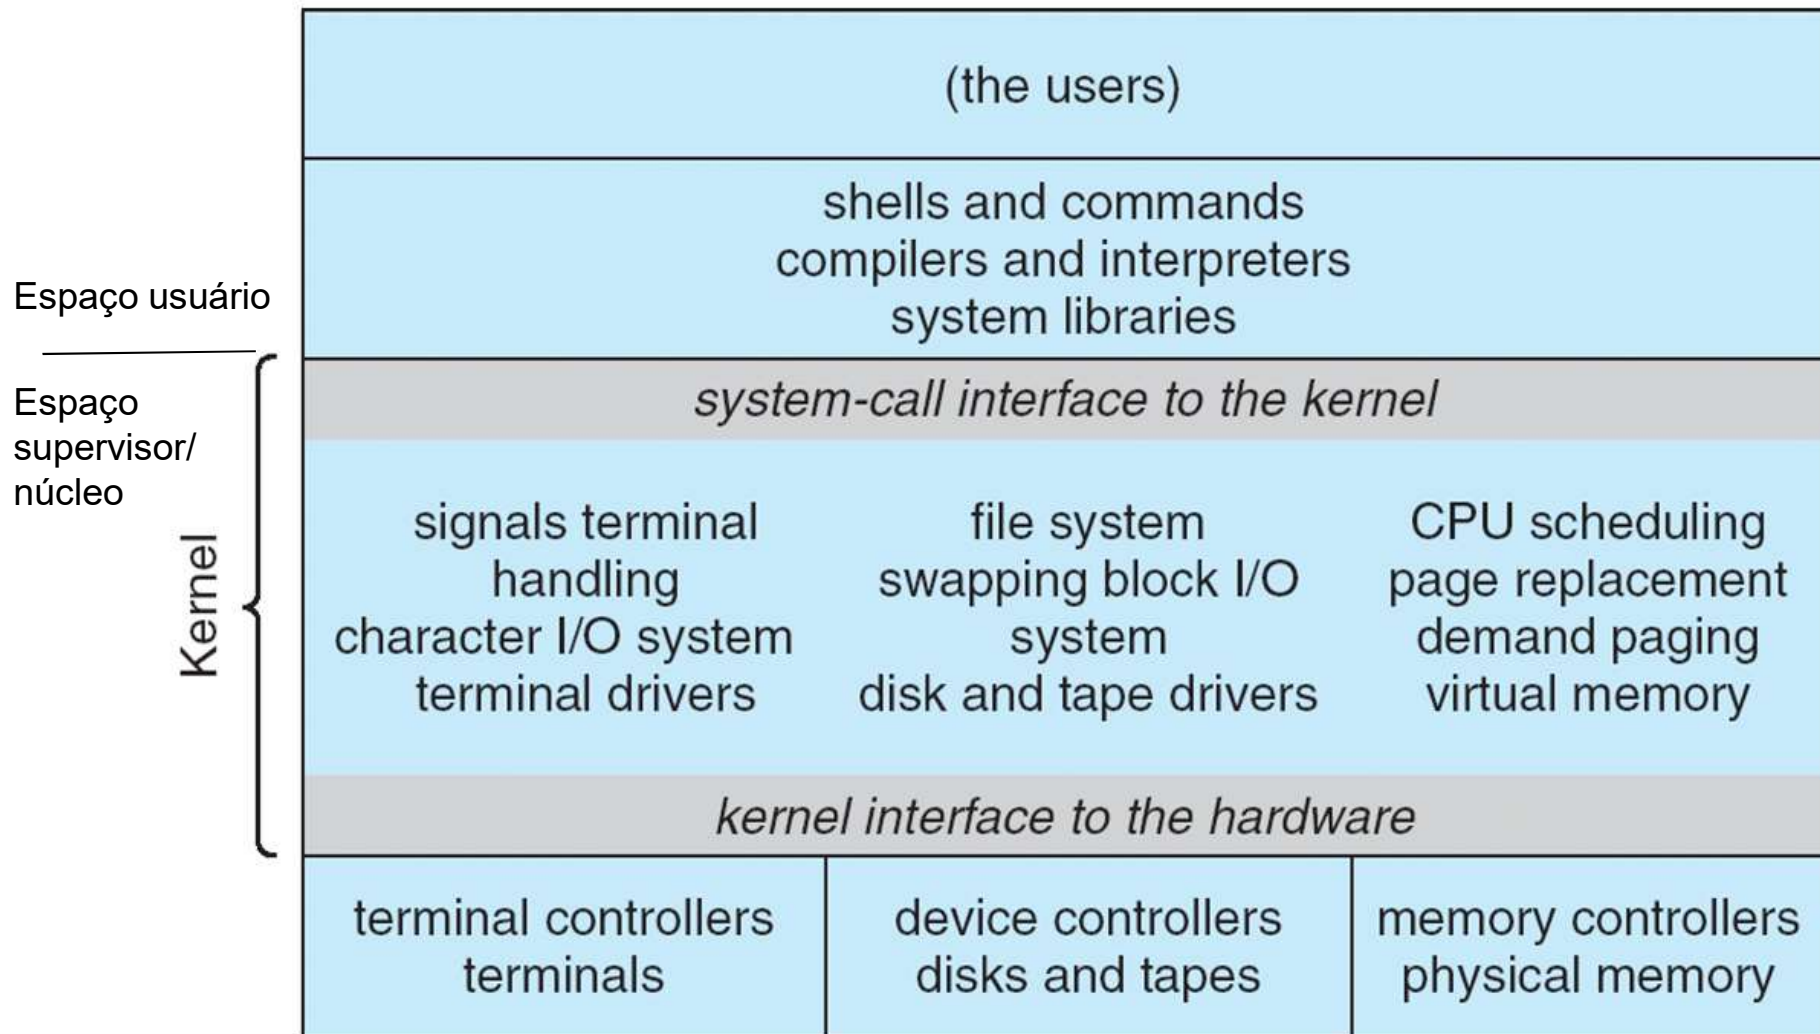 (the users)
shells and commands
compilers and interpreters
system libraries
Espaço usuário
Espaço
supervisor/
núcleo
Kernel
system-call interface to the kernel
signals terminal
handling
character I/O system
terminal drivers
file system
swapping block I/O
system
disk and tape drivers
CPU scheduling
page replacement
demand paging
virtual memory
kernel interface to the hardware
terminal controllers
terminals
device controllers
disks and tapes
memory controllers
physical memory